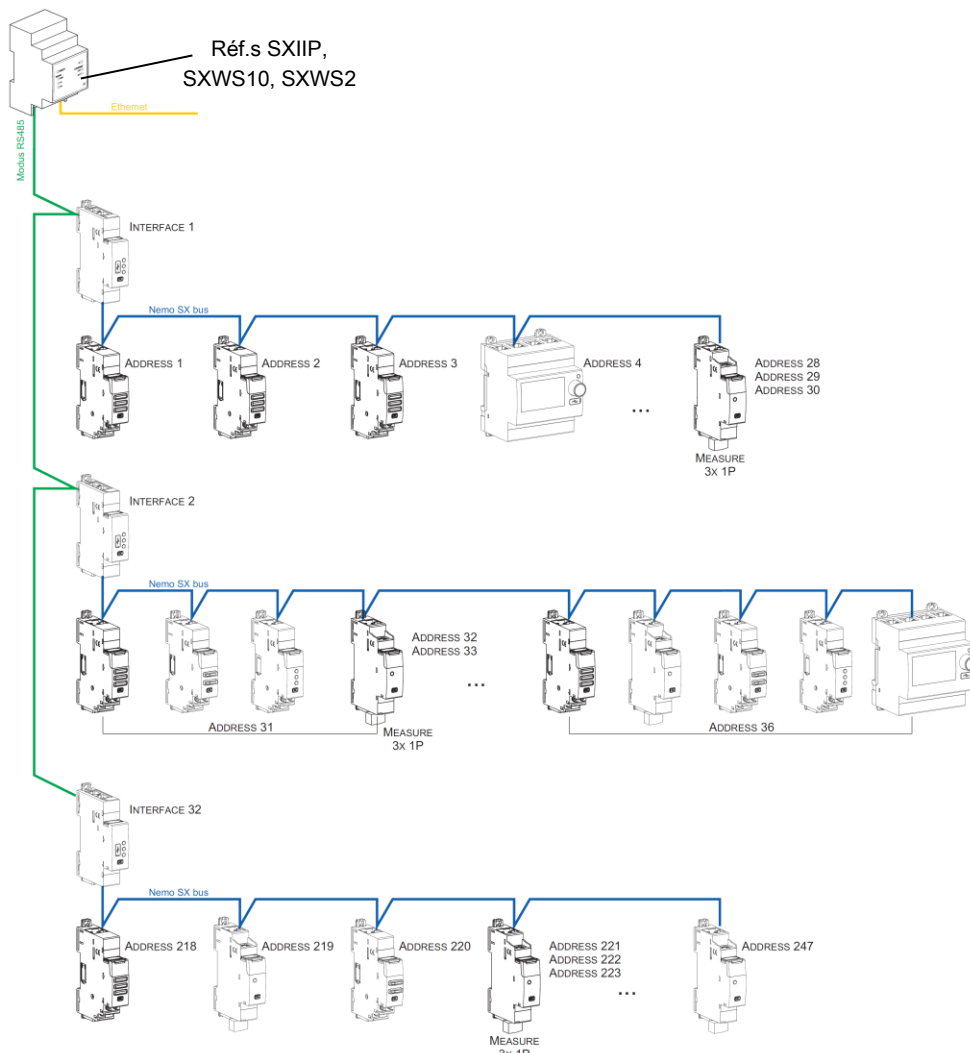 Réf.s SXIIP,
SXWS10, SXWS2
Ethernet
Modus RS485
INTERFACE 1
Nemo SX bus
ADDRESS 1
ADDRESS 2
ADDRESS 3
ADDRESS 4
ADDRESS 28
ADDRESS 29
ADDRESS 30
...
MEASURE
3X 1P
INTERFACE 2
Nemo SX bus
ADDRESS 32
ADDRESS 33
...
ADDRESS 31
MEASURE
3X 1P
ADDRESS 36
INTERFACE 32
Nemo SX bus
ADDRESS 218
ADDRESS 219
ADDRESS 220
ADDRESS 221
ADDRESS 222
ADDRESS 223
ADDRESS 247
...
MEASURE
3X 1P